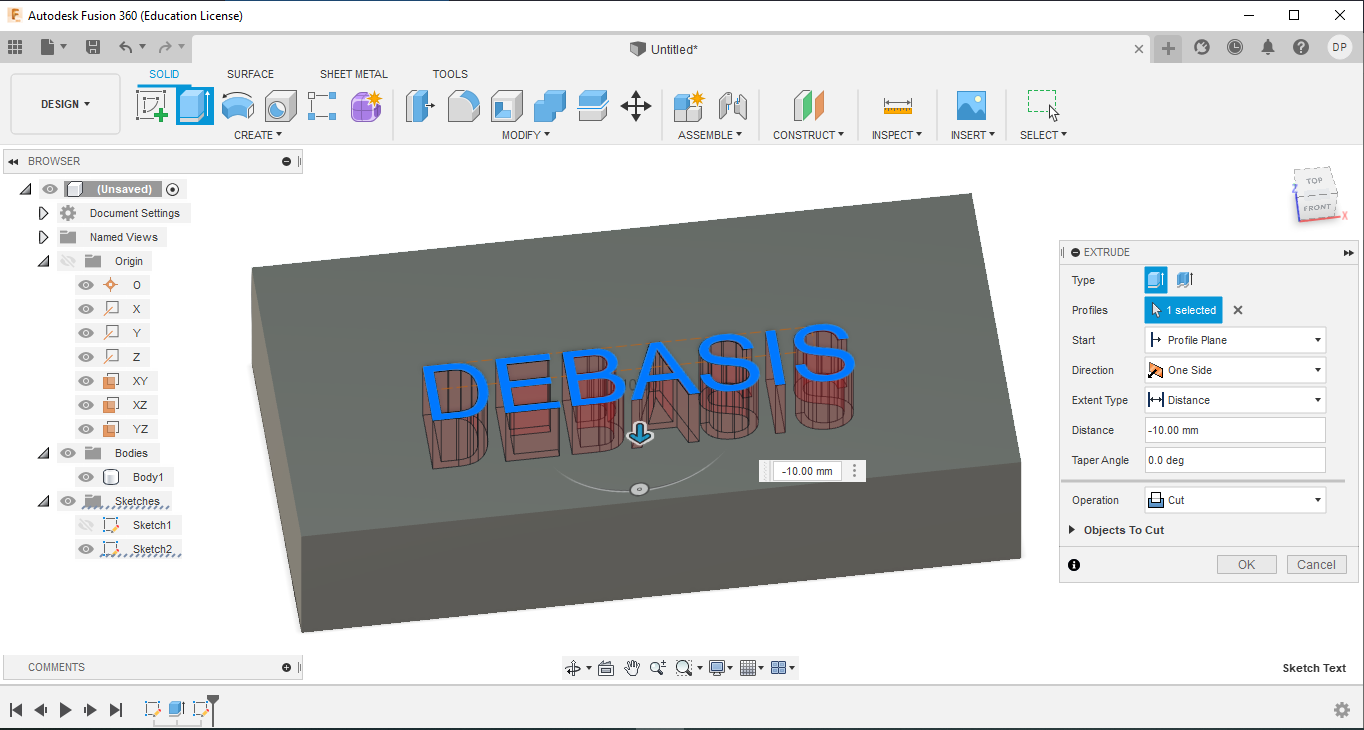 Autodesk Fusion 360 (Education License)
Untitled*
DP
SOLID SURFACE SHEET METAL TOOLS
DESIGN
CREATE MODIFY ASSEMBLE CONSTRUCT INSPECT INSERT SELECT
BROWSER
(Unsaved)
Document Settings
Named Views
Origin
O
X
Y
Z
XY
XZ
YZ
Bodies
Body1
Sketches
Sketch1
Sketch2
DEBASIS
-10.00 mm
TOP
FRONT
Z
X
EXTRUDE
Type
Profiles 1 selected
Start Profile Plane
Direction One Side
Extent Type Distance
Distance -10.00 mm
Taper Angle 0.0 deg
Operation Cut
Objects To Cut
OK Cancel
COMMENTS
Sketch Text